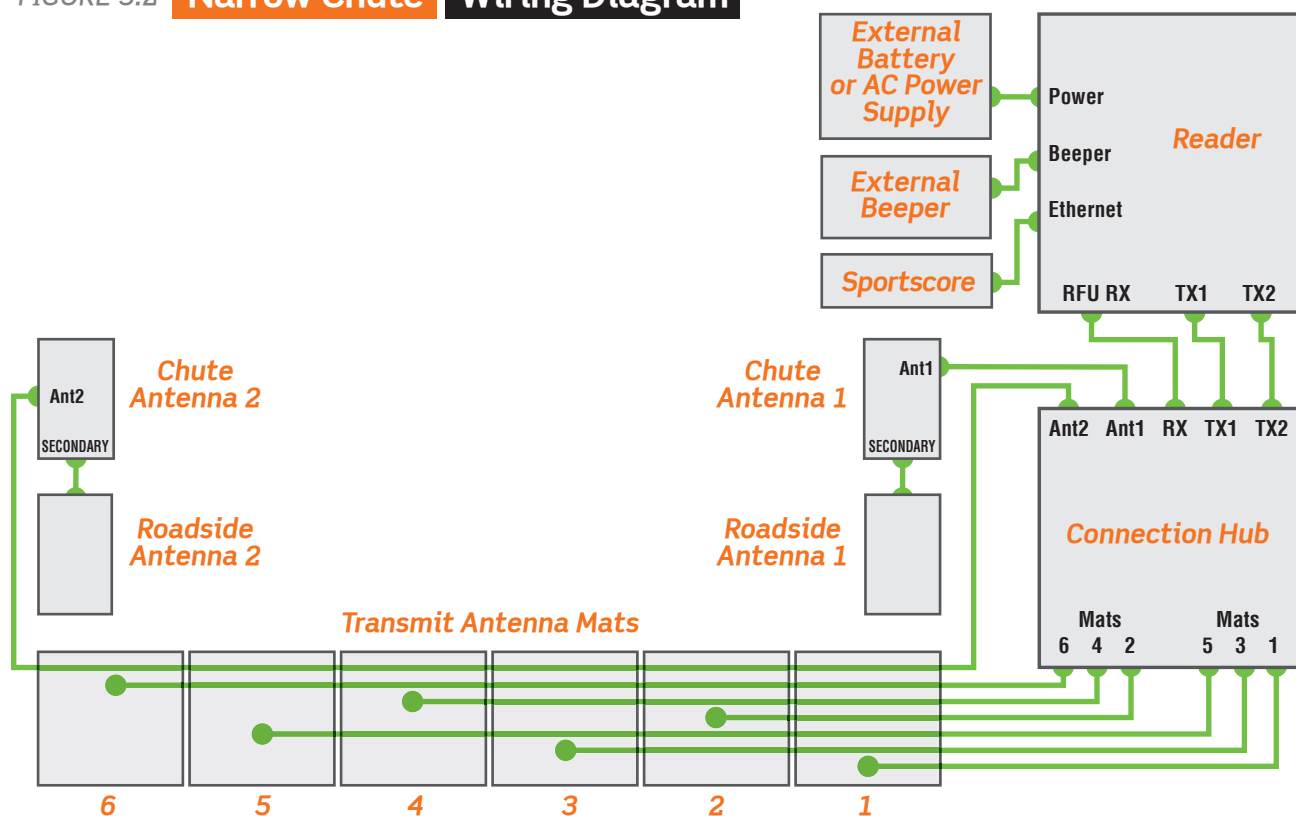 FIGURE 5.2 Narrow Chute Wiring Diagram
External
Battery
or AC Power
Supply
External
Beeper
Sportscore
Power
Beeper
Ethernet
Reader
RFU RX TX1 TX2
Ant2
SECONDARY
Chute
Antenna 2
Chute
Antenna 1
Ant1
SECONDARY
Roadside
Antenna 2
Roadside
Antenna 1
Ant2 Ant1 RX TX1 TX2
Connection Hub
Mats Mats
6 4 2 5 3 1
Transmit Antenna Mats
6 5 4 3 2 1